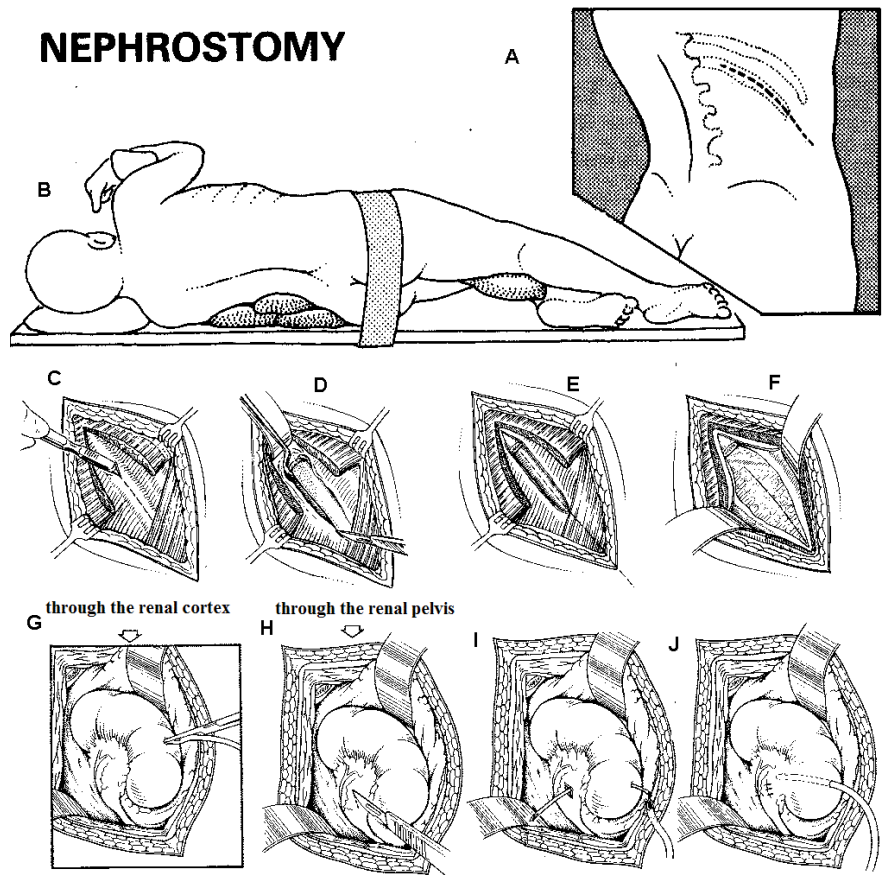 NEPHROSTOMY
A
B
C
D
E
F
through the renal cortex
through the renal pelvis
G
H
I
J